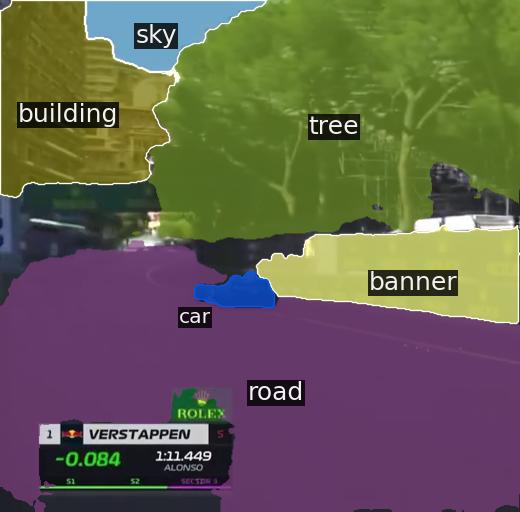 sky
building
tree
banner
car
road
ROLEX
1 VERSTAPPEN 5
-0.084 1:11.449
ALONSO
S1 S2 SECTOR 3